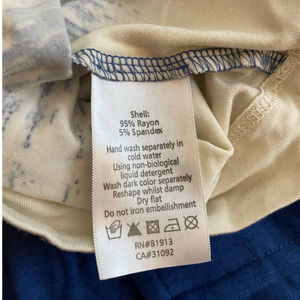 Shell:
95% Rayon
5% Spandex
Hand wash separately in
cold water
Using non-biological
liquid detergent
Wash dark color separately
Reshape whilst damp
Dry flat
Do not iron embellishment
RN#81913
CA#31092